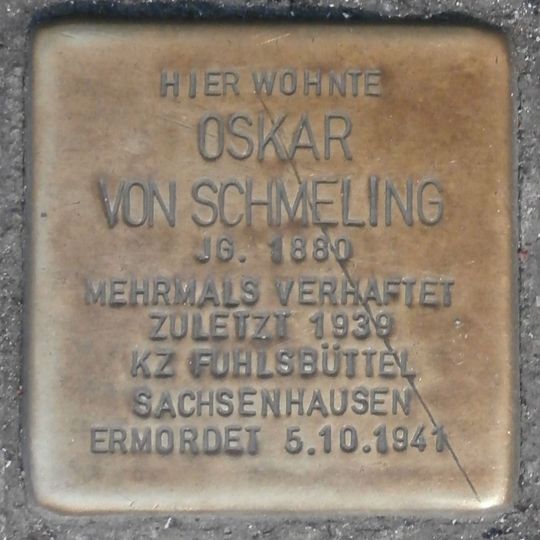 HIER WOHNTE
OSKAR
VON SCHMELING
JG. 1880
MEHRMALS VERHAFTET
ZULETZT 1939
KZ FUHLSBÜTTEL
SACHSENHAUSEN
ERMORDET 5.10.1941